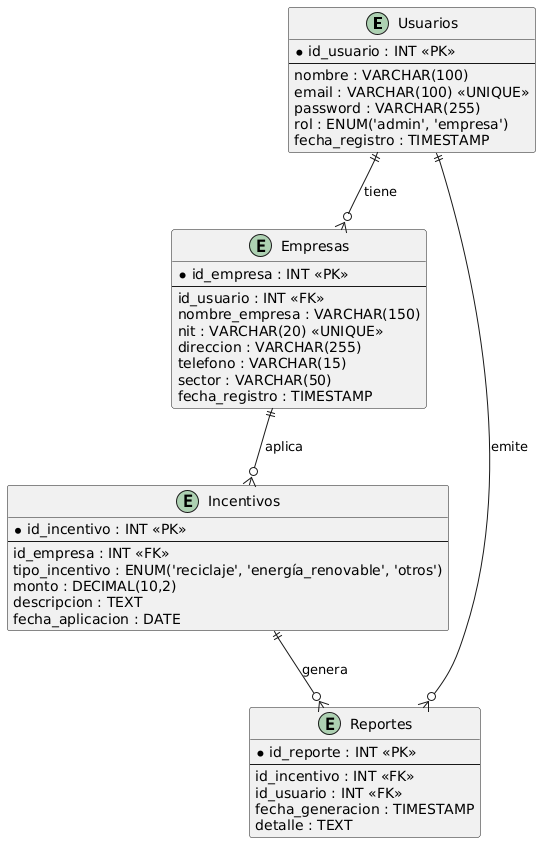 E Usuarios
* id_usuario : INT «PK»
nombre : VARCHAR(100)
email : VARCHAR(100) «UNIQUE»
password : VARCHAR(255)
rol : ENUM('admin', 'empresa')
fecha_registro : TIMESTAMP
tiene
E Empresas
* id_empresa : INT «PK»
id_usuario : INT «FK»
nombre_empresa : VARCHAR(150)
nit : VARCHAR(20) «UNIQUE»
direccion : VARCHAR(255)
telefono : VARCHAR(15)
sector : VARCHAR(50)
fecha_registro : TIMESTAMP
aplica
emite
E Incentivos
* id_incentivo : INT «PK»
id_empresa : INT «FK»
tipo_incentivo : ENUM('reciclaje', 'energía_renovable', 'otros')
monto : DECIMAL(10,2)
descripcion : TEXT
fecha_aplicacion : DATE
genera
E Reportes
* id_reporte : INT «PK»
id_incentivo : INT «FK»
id_usuario : INT «FK»
fecha_generacion : TIMESTAMP
detalle : TEXT